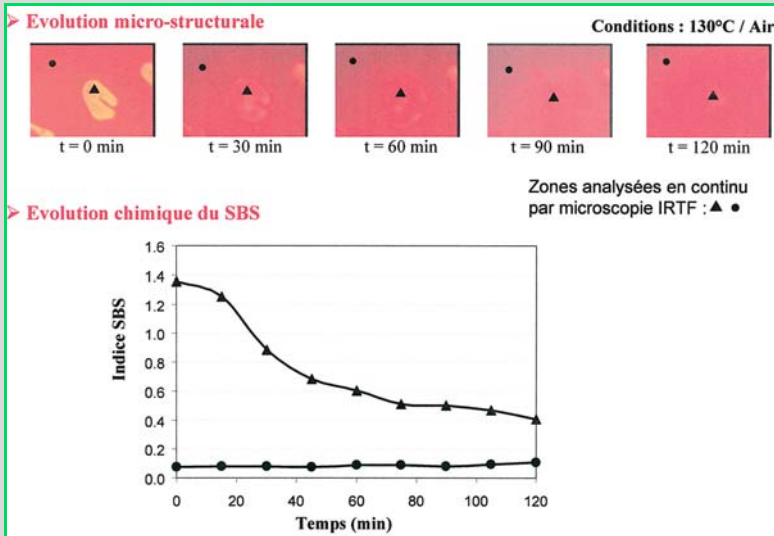 ➢ Evolution micro-structurale
Conditions : 130°C / Air
t = 0 min
t = 30 min
t = 60 min
t = 90 min
t = 120 min
Zones analysées en continu
par microscopie IRTF : ▲ ●
➢ Evolution chimique du SBS
Indice SBS
1.6
1.4
1.2
1.0
0.8
0.6
0.4
0.2
0.0
0 20 40 60 80 100 120
Temps (min)